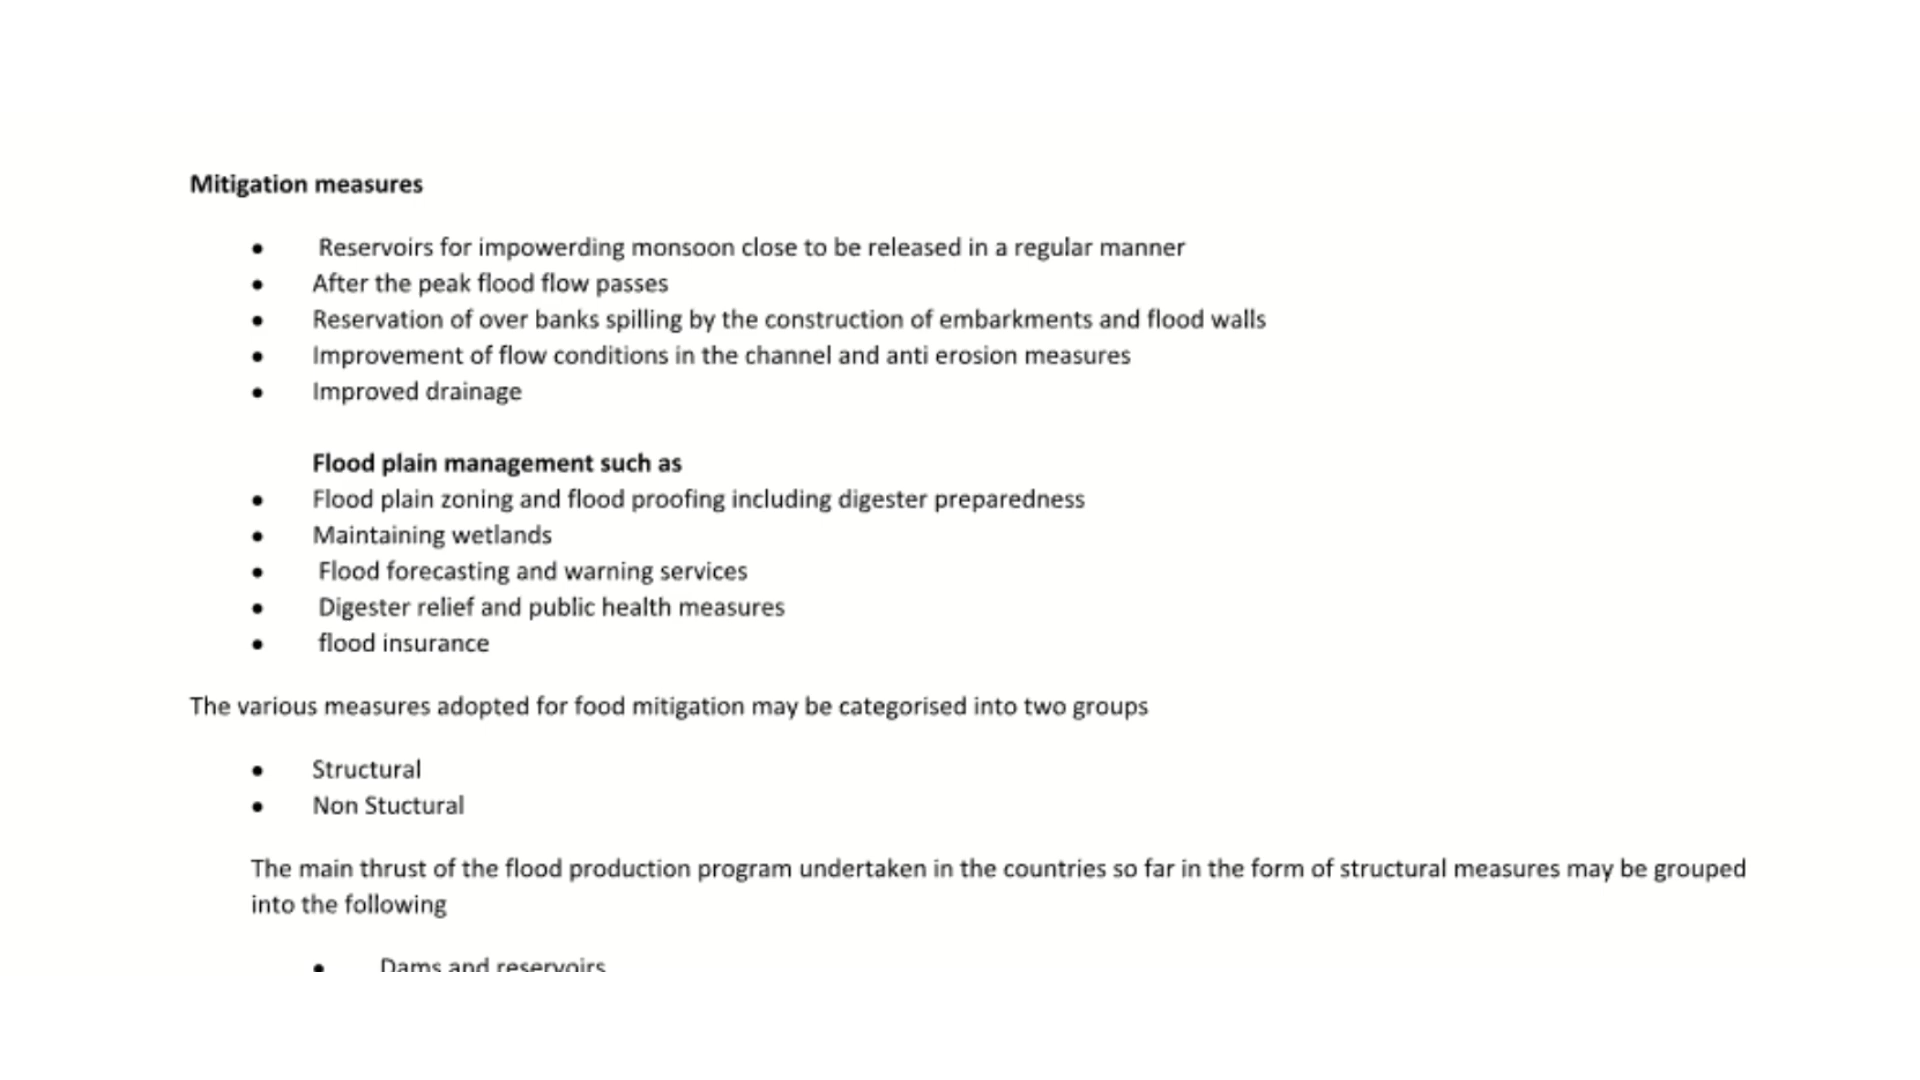 Mitigation measures
• Reservoirs for impowerding monsoon close to be released in a regular manner
• After the peak flood flow passes
• Reservation of over banks spilling by the construction of embarkments and flood walls
• Improvement of flow conditions in the channel and anti erosion measures
• Improved drainage
Flood plain management such as
• Flood plain zoning and flood proofing including digester preparedness
• Maintaining wetlands
• Flood forecasting and warning services
• Digester relief and public health measures
• flood insurance
The various measures adopted for food mitigation may be categorised into two groups
• Structural
• Non Stuctural
The main thrust of the flood production program undertaken in the countries so far in the form of structural measures may be grouped
into the following
• Dams and reservoirs